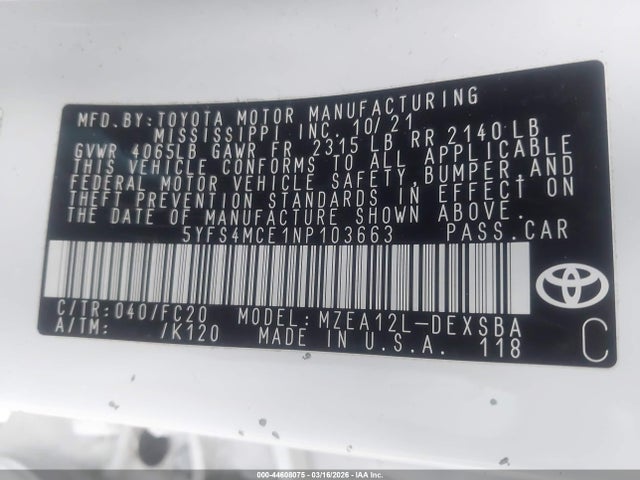 MFD.BY:TOYOTA MOTOR MANUFACTURING
MISSISSIPPI INC. 10/21
GVWR 4065LB GAWR FR 2315 LB RR 2140 LB
THIS VEHICLE CONFORMS TO ALL APPLICABLE
FEDERAL MOTOR VEHICLE SAFETY,BUMPER,AND
THEFT PREVENTION STANDARDS IN EFFECT ON
THE DATE OF MANUFACTURE SHOWN ABOVE.
5YFS4MCE1NP103663 PASS.CAR
C/TR:040/FC20 MODEL:MZEA12L-DEXSBA
A/TM: /K120 MADE IN U.S.A. 118
C
000-44608075 - 03/16/2026 - IAA Inc.